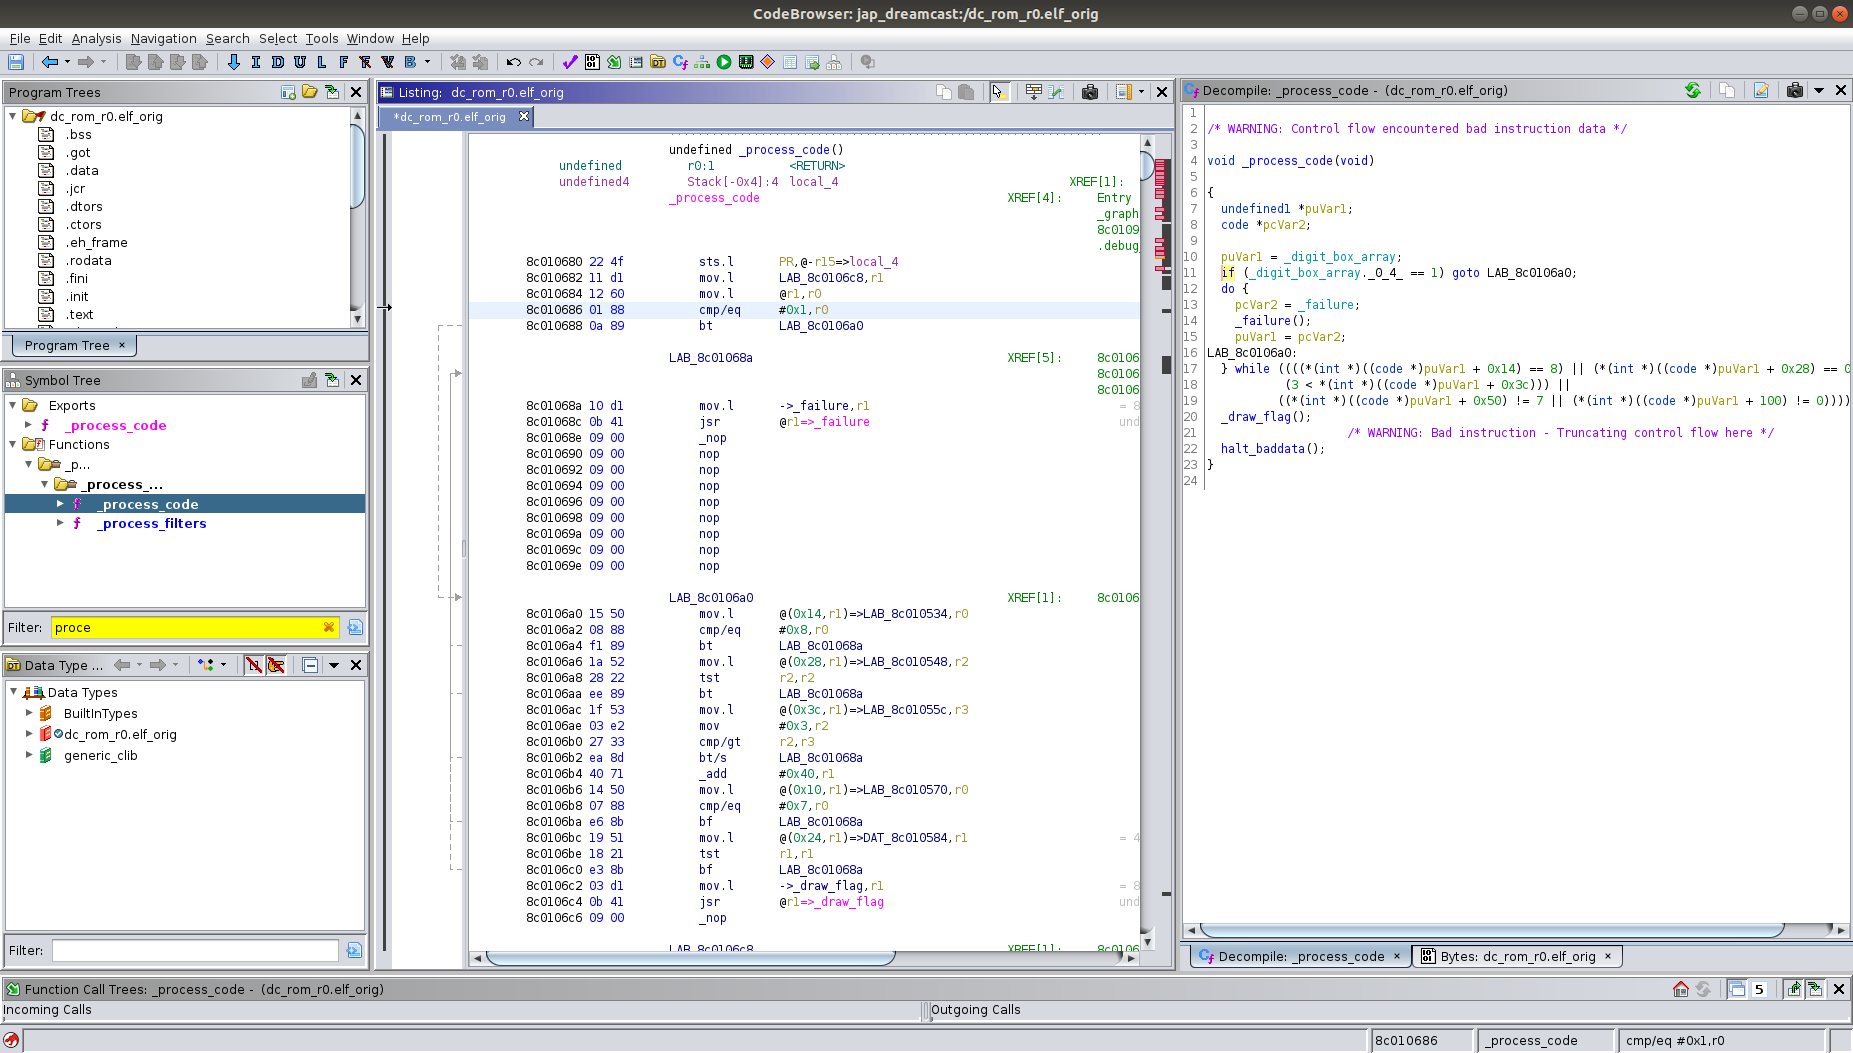 CodeBrowser: jap_dreamcast:/dc_rom_r0.elf_orig
File Edit Analysis Navigation Search Select Tools Window Help
I D U L F B
Program Trees
dc_rom_r0.elf_orig
.bss
.got
.data
.jcr
.dtors
.ctors
.eh_frame
.rodata
.fini
.init
.text
Program Tree ×
Symbol Tree
Exports
f _process_code
Functions
_p...
_process_...
f _process_code
f _process_filters
Filter: proce
Data Type ...
Data Types
BuiltInTypes
dc_rom_r0.elf_orig
generic_clib
Filter:
Listing: dc_rom_r0.elf_orig
*dc_rom_r0.elf_orig
undefined _process_code()
undefined r0:1 <RETURN>
undefined4 Stack[-0x4]:4 local_4 XREF[1]:
_process_code XREF[4]: Entry
_graph
8c0109
.debug_
8c010680 22 4f sts.l PR,@-r15=>local_4
8c010682 11 d1 mov.l LAB_8c0106c8,r1
8c010684 12 60 mov.l @r1,r0
8c010686 01 88 cmp/eq #0x1,r0
8c010688 0a 89 bt LAB_8c0106a0
LAB_8c01068a XREF[5]: 8c0106
8c0106
8c0106
8c01068a 10 d1 mov.l ->_failure,r1 = 8
8c01068c 0b 41 jsr @r1=>_failure und
8c01068e 09 00 _nop
8c010690 09 00 nop
8c010692 09 00 nop
8c010694 09 00 nop
8c010696 09 00 nop
8c010698 09 00 nop
8c01069a 09 00 nop
8c01069c 09 00 nop
8c01069e 09 00 nop
LAB_8c0106a0 XREF[1]: 8c0106
8c0106a0 15 50 mov.l @(0x14,r1)=>LAB_8c010534,r0
8c0106a2 08 88 cmp/eq #0x8,r0
8c0106a4 f1 89 bt LAB_8c01068a
8c0106a6 1a 52 mov.l @(0x28,r1)=>LAB_8c010548,r2
8c0106a8 28 22 tst r2,r2
8c0106aa ee 89 bt LAB_8c01068a
8c0106ac 1f 53 mov.l @(0x3c,r1)=>LAB_8c01055c,r3
8c0106ae 03 e2 mov #0x3,r2
8c0106b0 27 33 cmp/gt r2,r3
8c0106b2 ea 8d bt/s LAB_8c01068a
8c0106b4 40 71 _add #0x40,r1
8c0106b6 14 50 mov.l @(0x10,r1)=>LAB_8c010570,r0
8c0106b8 07 88 cmp/eq #0x7,r0
8c0106ba e6 8b bf LAB_8c01068a
8c0106bc 19 51 mov.l @(0x24,r1)=>DAT_8c010584,r1 = 4
8c0106be 18 21 tst r1,r1
8c0106c0 e3 8b bf LAB_8c01068a
8c0106c2 03 d1 mov.l ->_draw_flag,r1 = 8
8c0106c4 0b 41 jsr @r1=>_draw_flag und
8c0106c6 09 00 _nop
LAB_8c0106c8 XREF[1]: 8c0106
Decompile: _process_code - (dc_rom_r0.elf_orig)
1
2 /* WARNING: Control flow encountered bad instruction data */
3
4 void _process_code(void)
5
6 {
7 undefined1 *puVar1;
8 code *pcVar2;
9
10 puVar1 = _digit_box_array;
11 if (_digit_box_array._0_4_ == 1) goto LAB_8c0106a0;
12 do {
13 pcVar2 = _failure;
14 _failure();
15 puVar1 = pcVar2;
16 LAB_8c0106a0:
17 } while ((((*(int *)((code *)puVar1 + 0x14) == 8) || (*(int *)((code *)puVar1 + 0x28) == 0
18 (3 < *(int *)((code *)puVar1 + 0x3c))) ||
19 ((*(int *)((code *)puVar1 + 0x50) != 7 || (*(int *)((code *)puVar1 + 100) != 0))))
20 _draw_flag();
21 /* WARNING: Bad instruction - Truncating control flow here */
22 halt_baddata();
23 }
24
Decompile: _process_code × Bytes: dc_rom_r0.elf_orig ×
Function Call Trees: _process_code - (dc_rom_r0.elf_orig) 5
Incoming Calls Outgoing Calls
8c010686 _process_code cmp/eq #0x1,r0